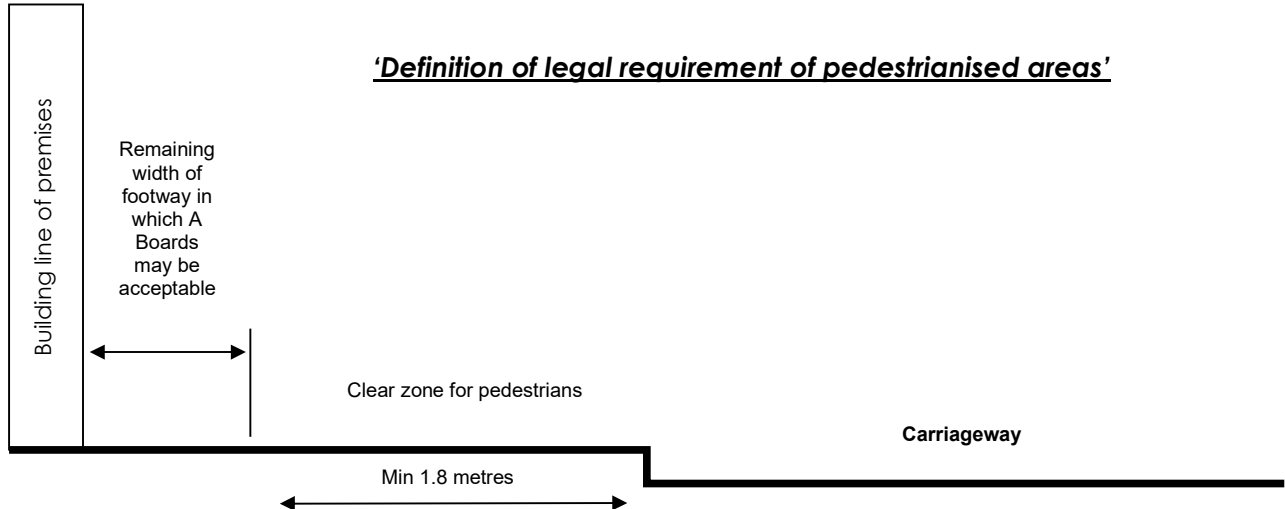 ‘Definition of legal requirement of pedestrianised areas’
Building line of premises
Remaining
width of
footway in
which A
Boards
may be
acceptable
Clear zone for pedestrians
Carriageway
Min 1.8 metres